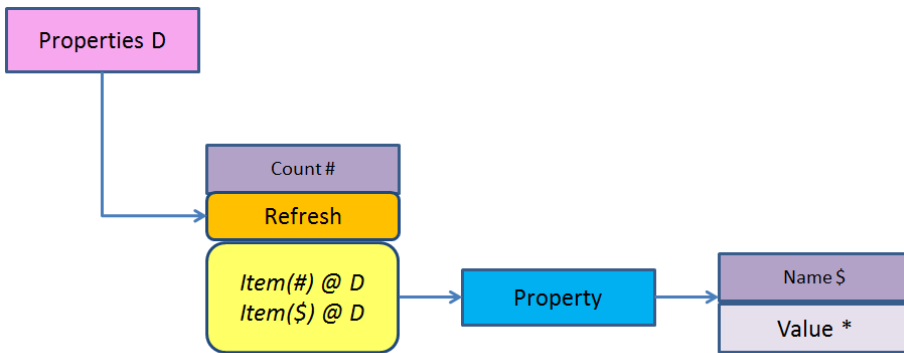 Properties D
Count #
Refresh
Item(#) @ D
Item($) @ D
Property
Name $
Value *